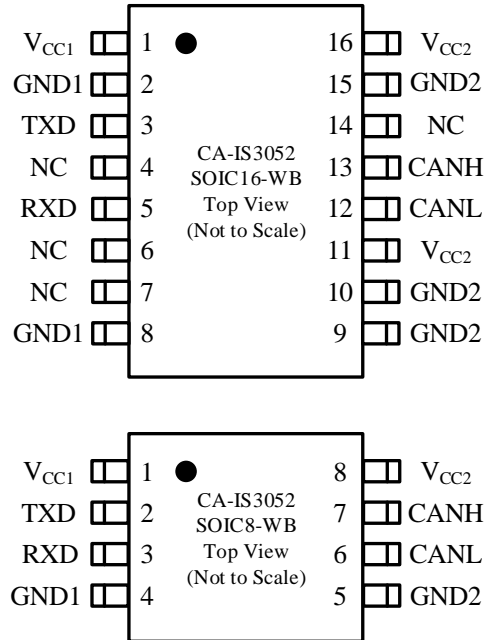 VCC1 1 16 VCC2
GND1 2 15 GND2
TXD 3 14 NC
NC 4 CA-IS3052 13 CANH
SOIC16-WB
RXD 5 Top View 12 CANL
(Not to Scale)
NC 6 11 VCC2
NC 7 10 GND2
GND1 8 9 GND2
VCC1 1 8 VCC2
CA-IS3052
TXD 2 SOIC8-WB 7 CANH
RXD 3 Top View 6 CANL
(Not to Scale)
GND1 4 5 GND2